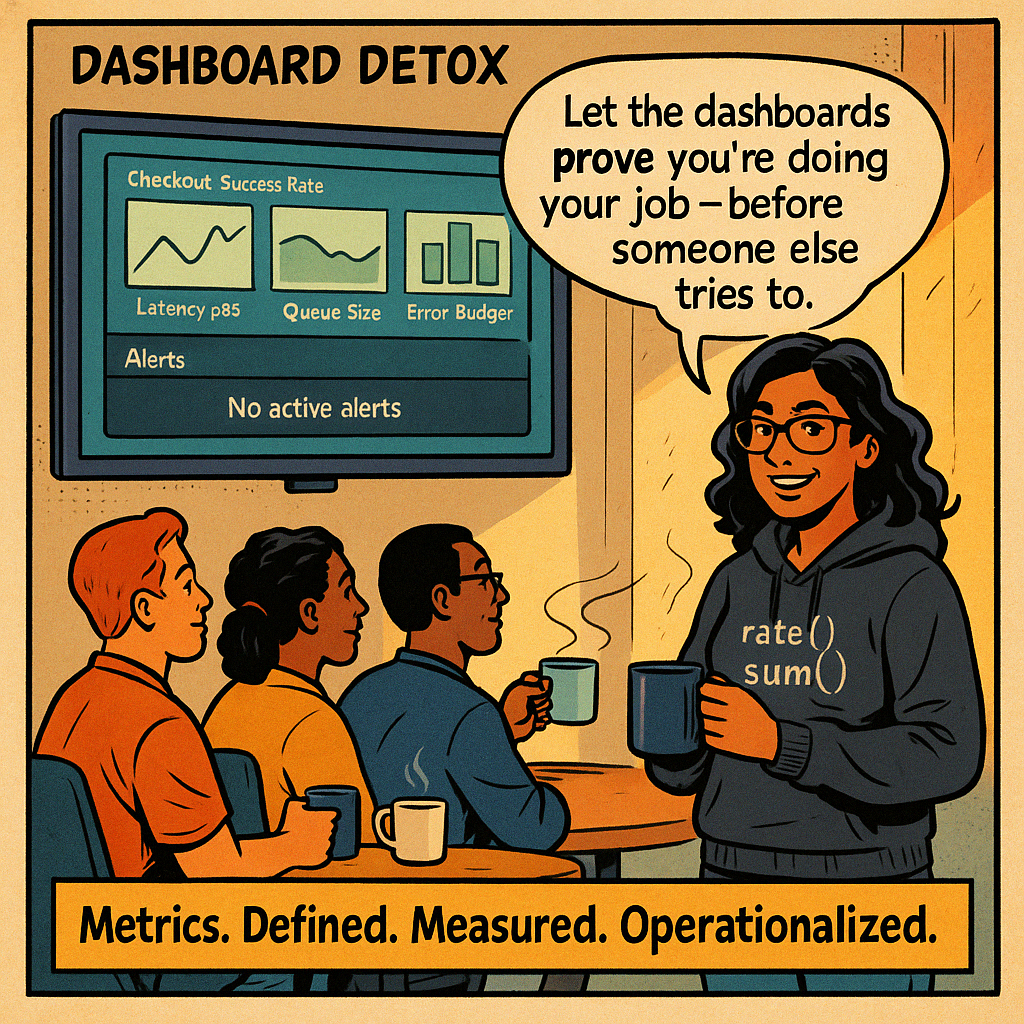 DASHBOARD DETOX
Let the dashboards
prove you're doing
your job – before
someone else
tries to.
Checkout Success Rate
Latency p85
Queue Size
Error Budger
Alerts
No active alerts
rate()
sum()
Metrics. Defined. Measured. Operationalized.